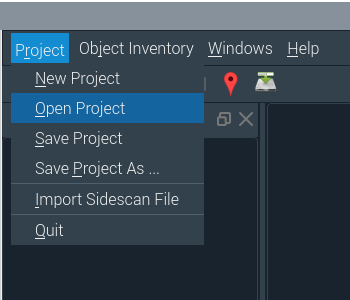 Project Object Inventory Windows Help
New Project
Open Project
Save Project
Save Project As ...
Import Sidescan File
Quit